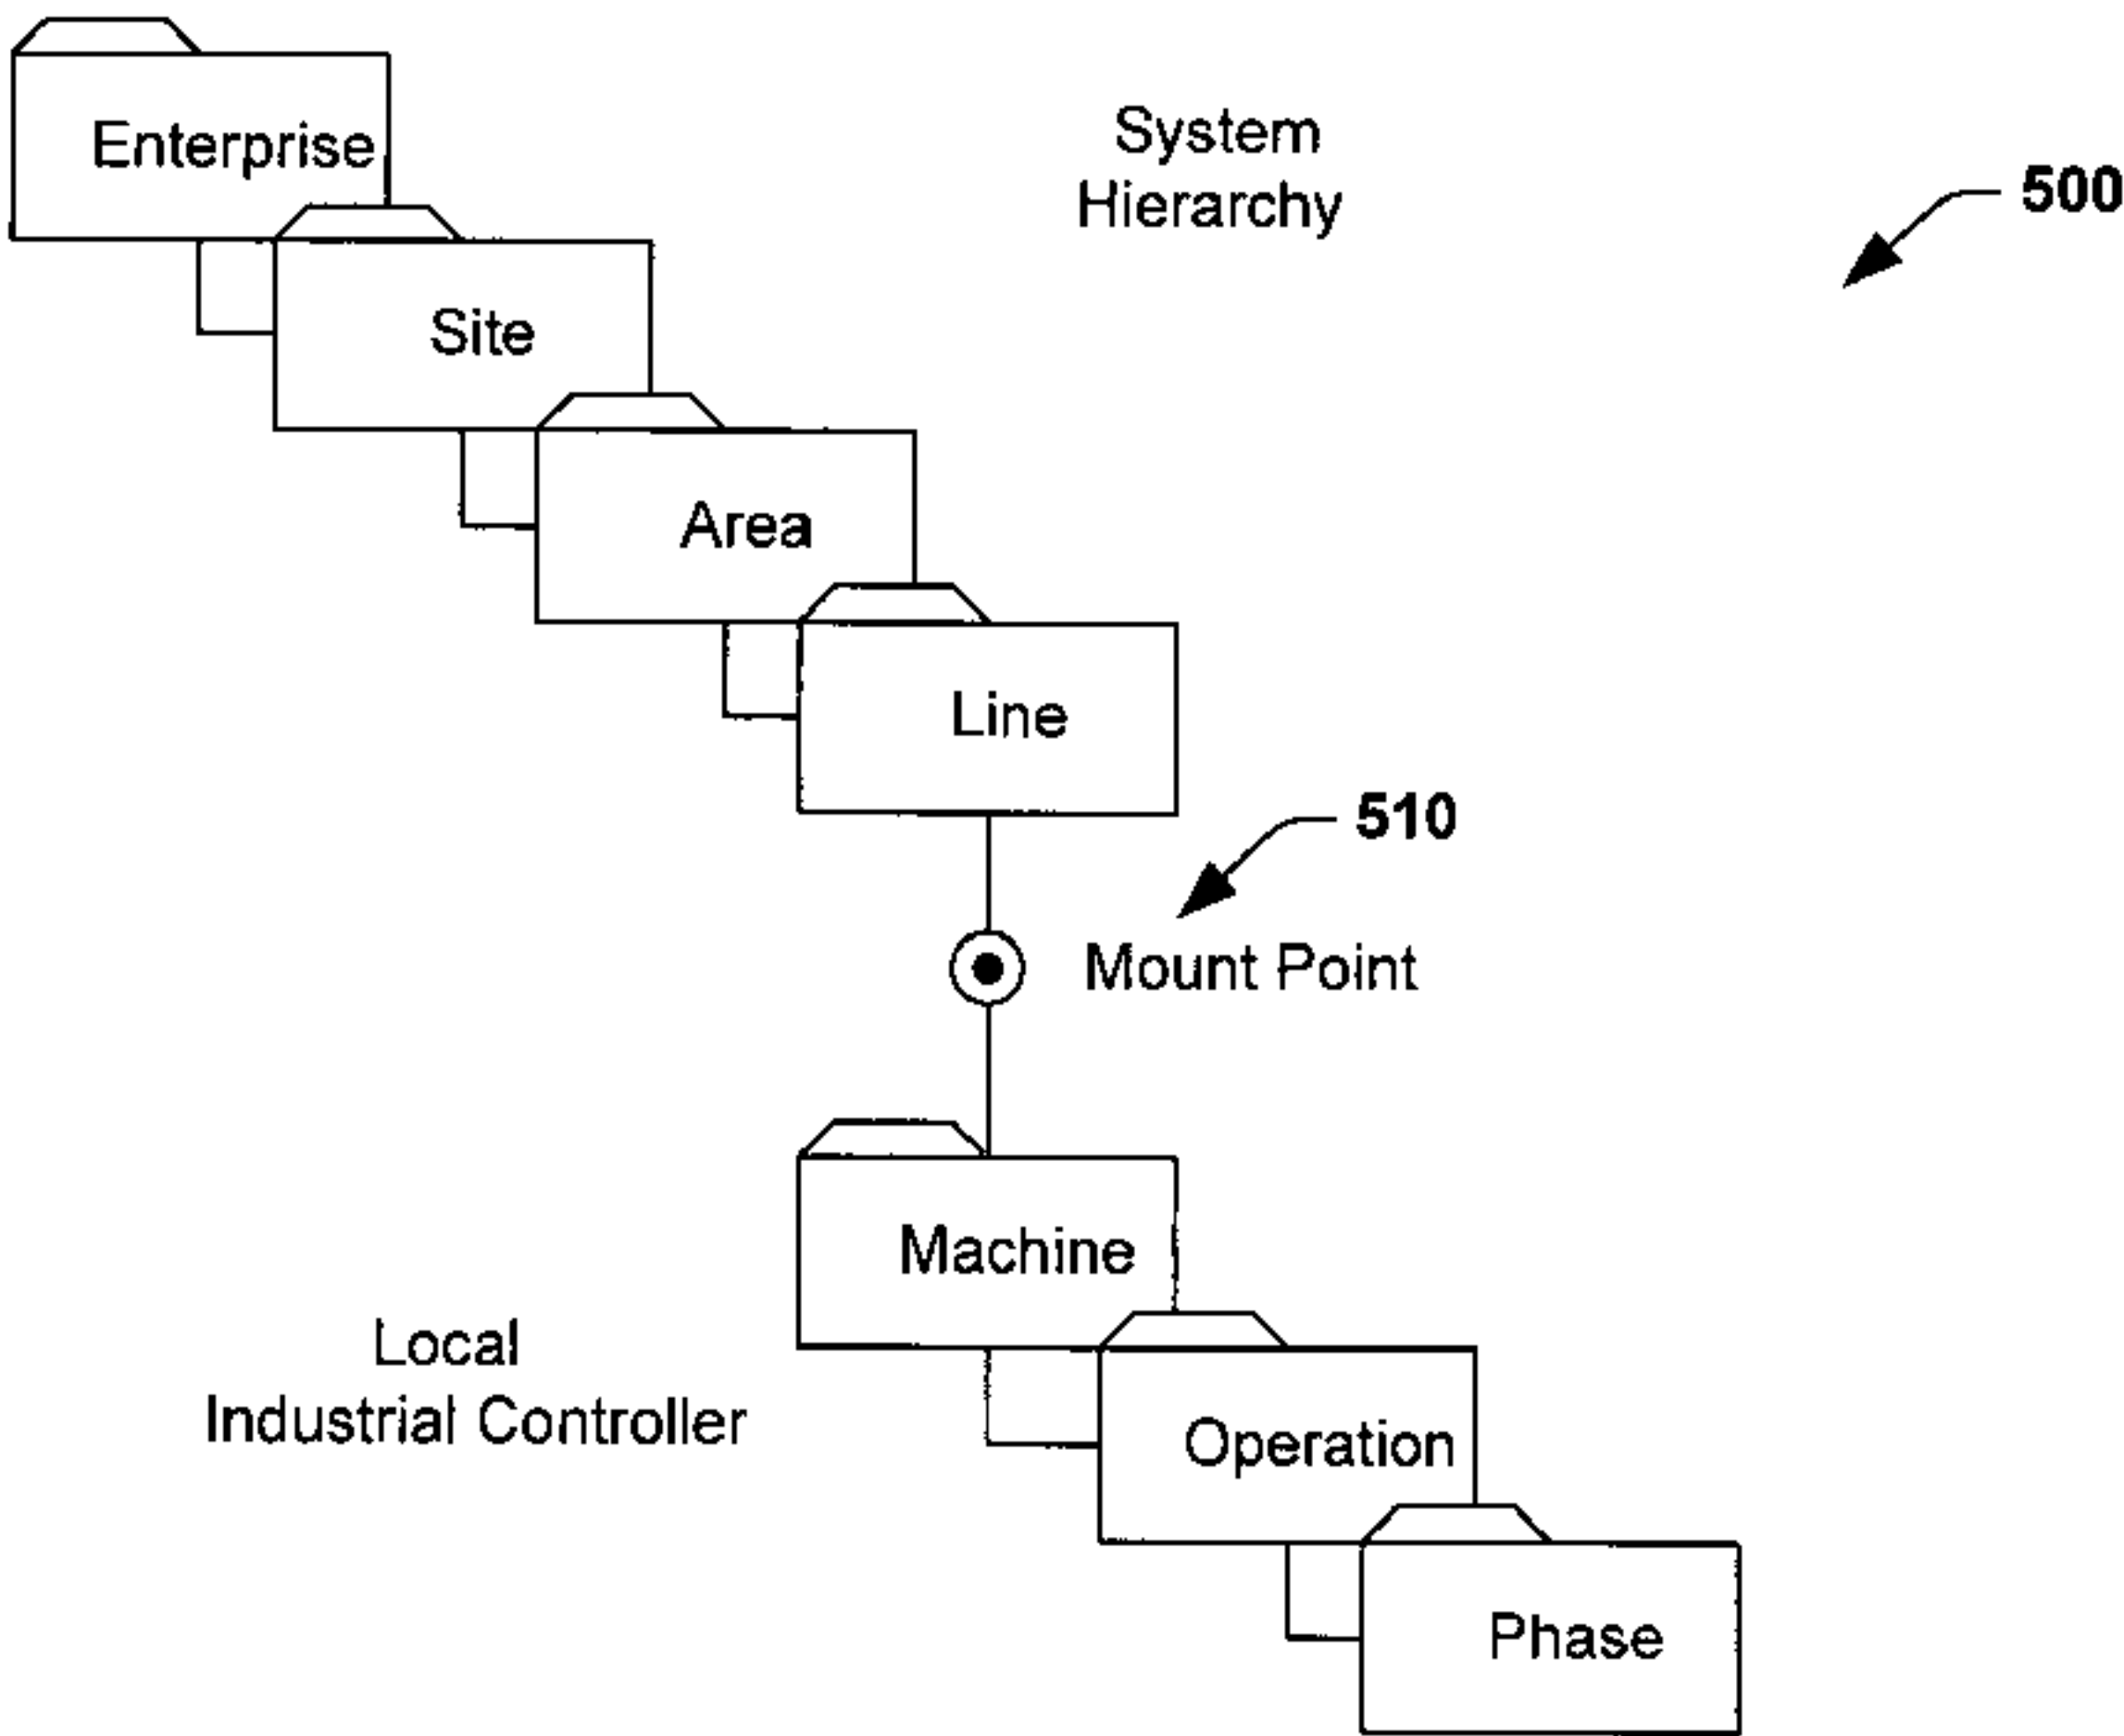 Enterprise
System
Hierarchy
500
Site
Area
Line
510
Mount Point
Machine
Local
Industrial Controller
Operation
Phase